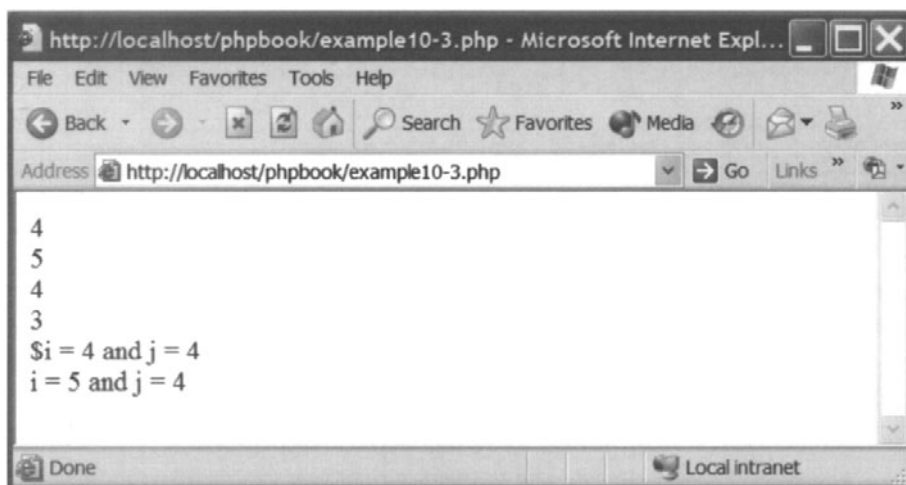 http://localhost/phpbook/example10-3.php - Microsoft Internet Expl...
File Edit View Favorites Tools Help
Back Search Favorites Media »
Address http://localhost/phpbook/example10-3.php Go Links »
4
5
4
3
$i = 4 and j = 4
i = 5 and j = 4
Done Local intranet